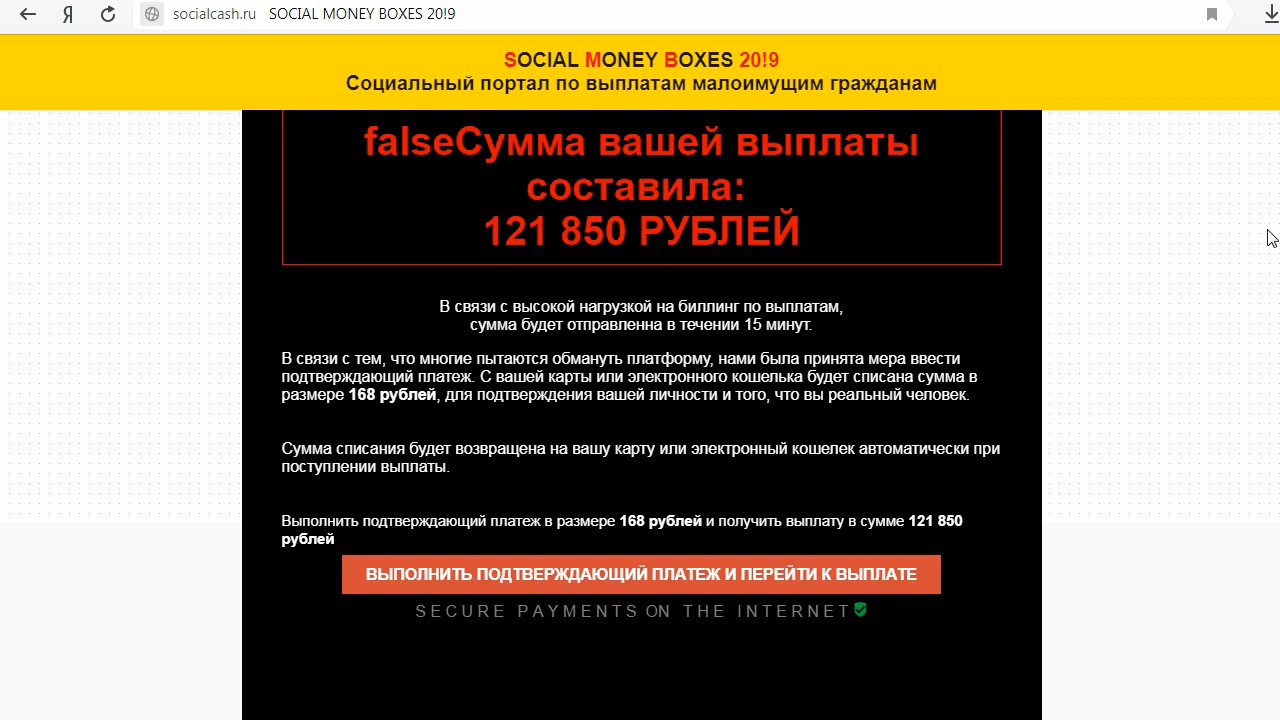 socialcash.ru SOCIAL MONEY BOXES 20!9
SOCIAL MONEY BOXES 20!9
Социальный портал по выплатам малоимущим гражданам
falseСумма вашей выплаты
составила:
121 850 РУБЛЕЙ
В связи с высокой нагрузкой на биллинг по выплатам,
сумма будет отправленна в течении 15 минут.
В связи с тем, что многие пытаются обмануть платформу, нами была принята мера ввести
подтверждающий платеж. С вашей карты или электронного кошелька будет списана сумма в
размере 168 рублей, для подтверждения вашей личности и того, что вы реальный человек.
Сумма списания будет возвращена на вашу карту или электронный кошелек автоматически при
поступлении выплаты.
Выполнить подтверждающий платеж в размере 168 рублей и получить выплату в сумме 121 850
рублей
ВЫПОЛНИТЬ ПОДТВЕРЖДАЮЩИЙ ПЛАТЕЖ И ПЕРЕЙТИ К ВЫПЛАТЕ
SECURE PAYMENTS ON THE INTERNET